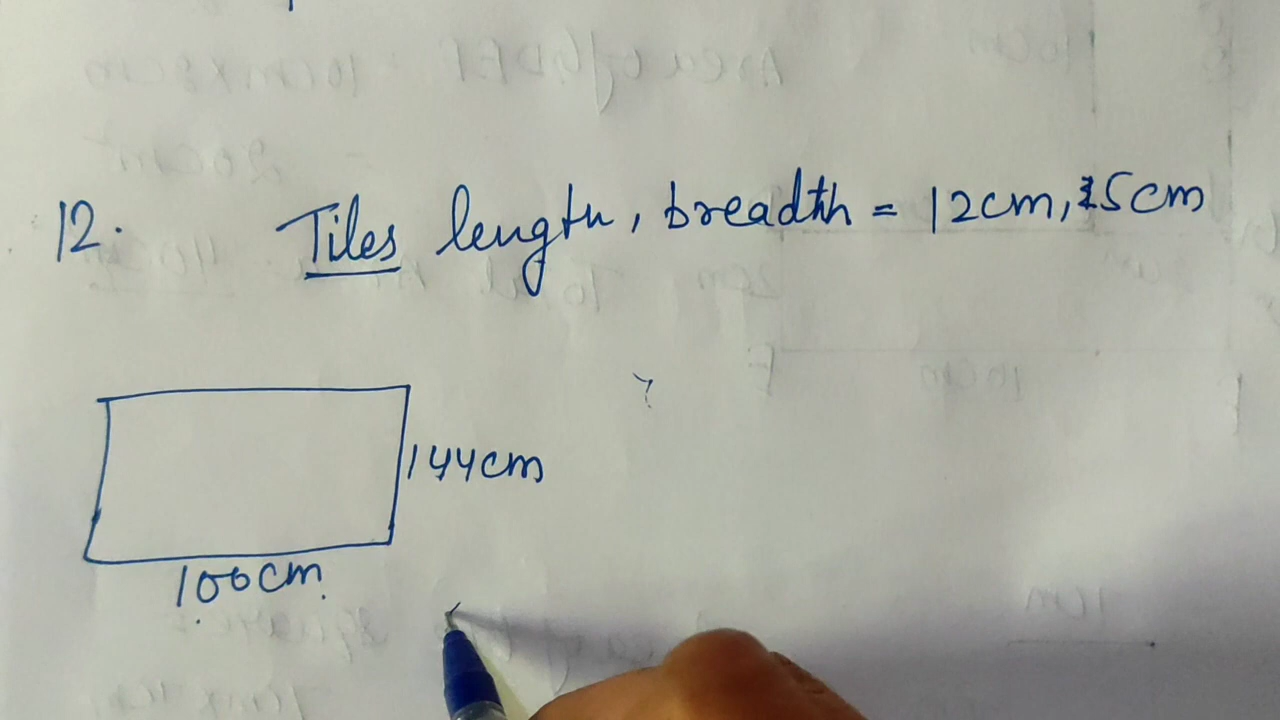 12. Tiles length, breadth = 12cm, 5cm
144cm
100cm